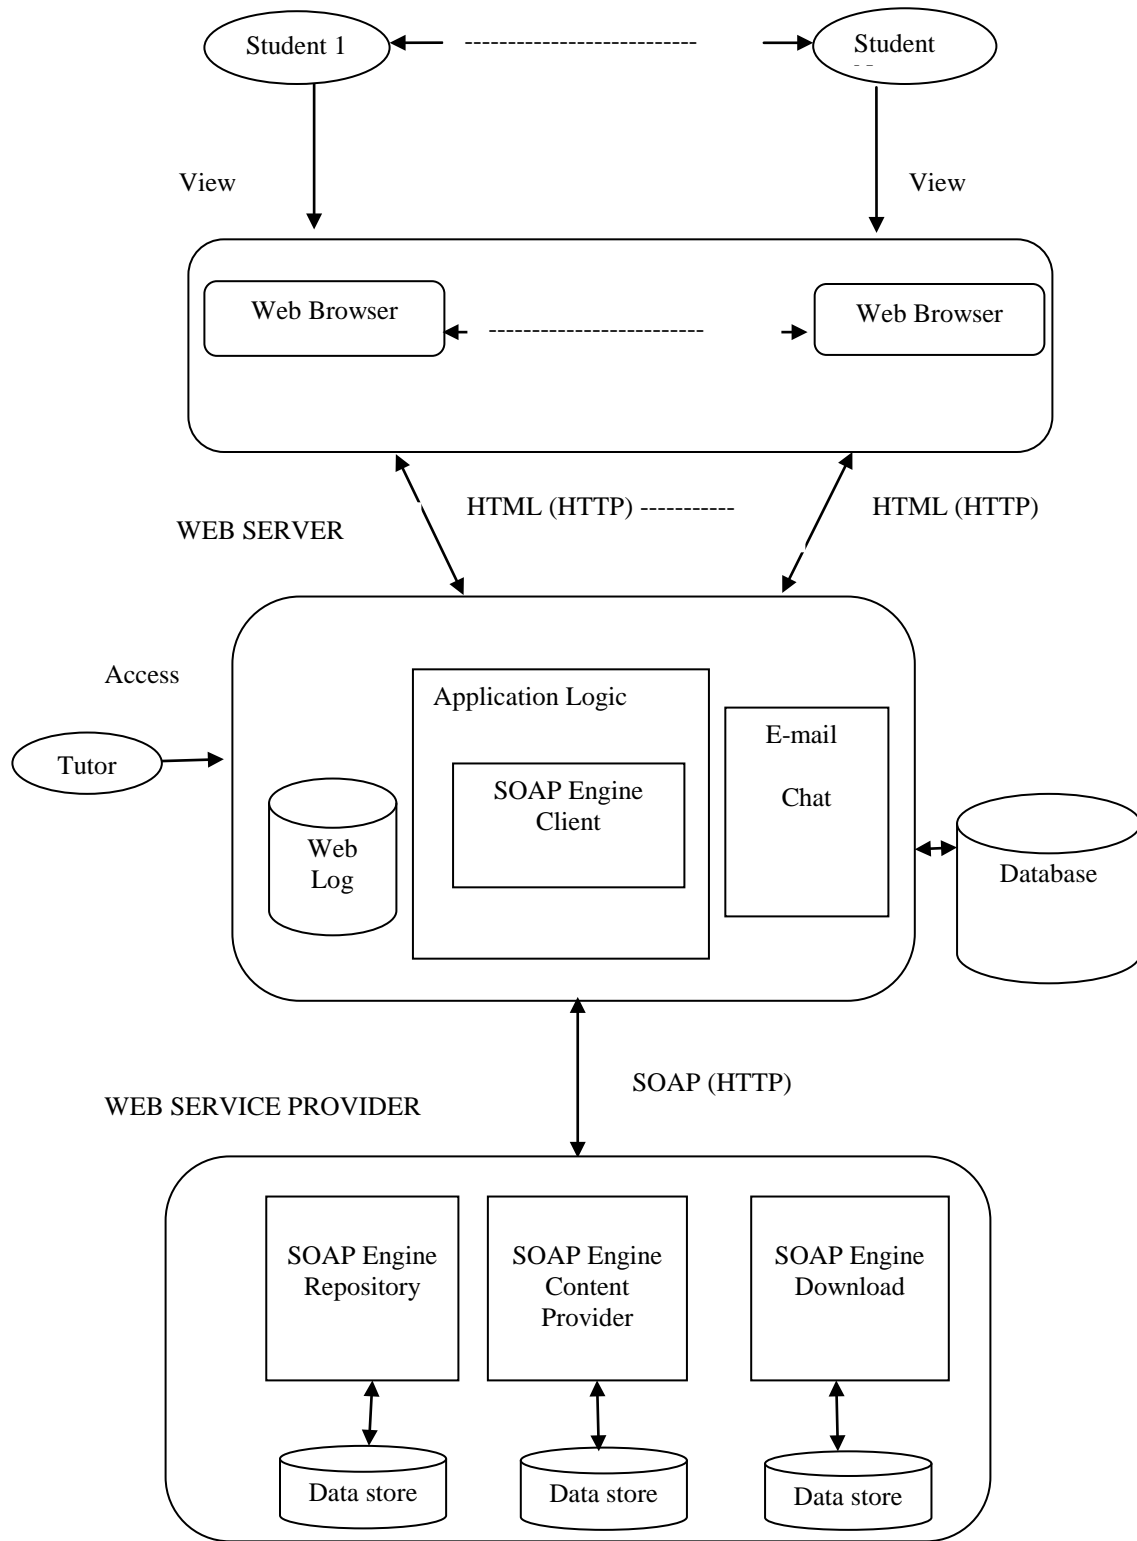 Student 1
Student
View
View
Web Browser
Web Browser
HTML (HTTP) -----------
HTML (HTTP)
WEB SERVER
Access
Tutor
Application Logic
SOAP Engine
Client
E-mail
Chat
Web
Log
Database
SOAP (HTTP)
WEB SERVICE PROVIDER
SOAP Engine
Repository
SOAP Engine
Content
Provider
SOAP Engine
Download
Data store
Data store
Data store